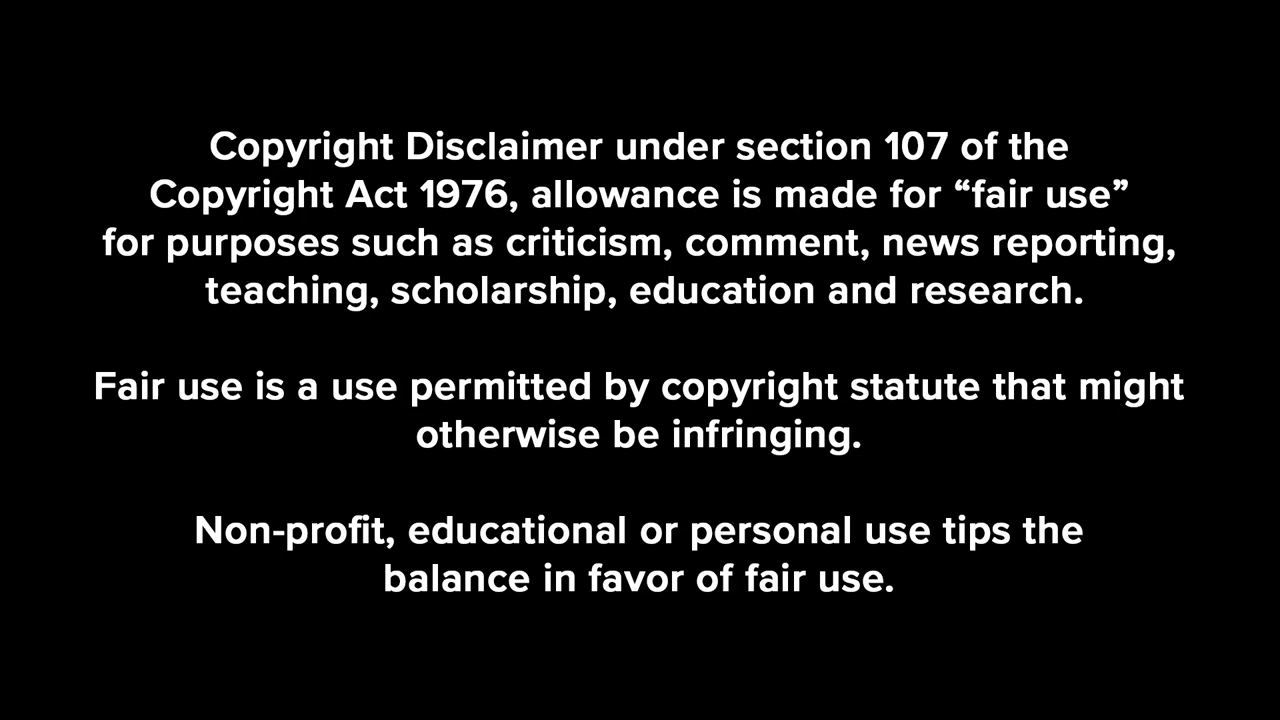 Copyright Disclaimer under section 107 of the
Copyright Act 1976, allowance is made for “fair use”
for purposes such as criticism, comment, news reporting,
teaching, scholarship, education and research.
Fair use is a use permitted by copyright statute that might
otherwise be infringing.
Non-profit, educational or personal use tips the
balance in favor of fair use.